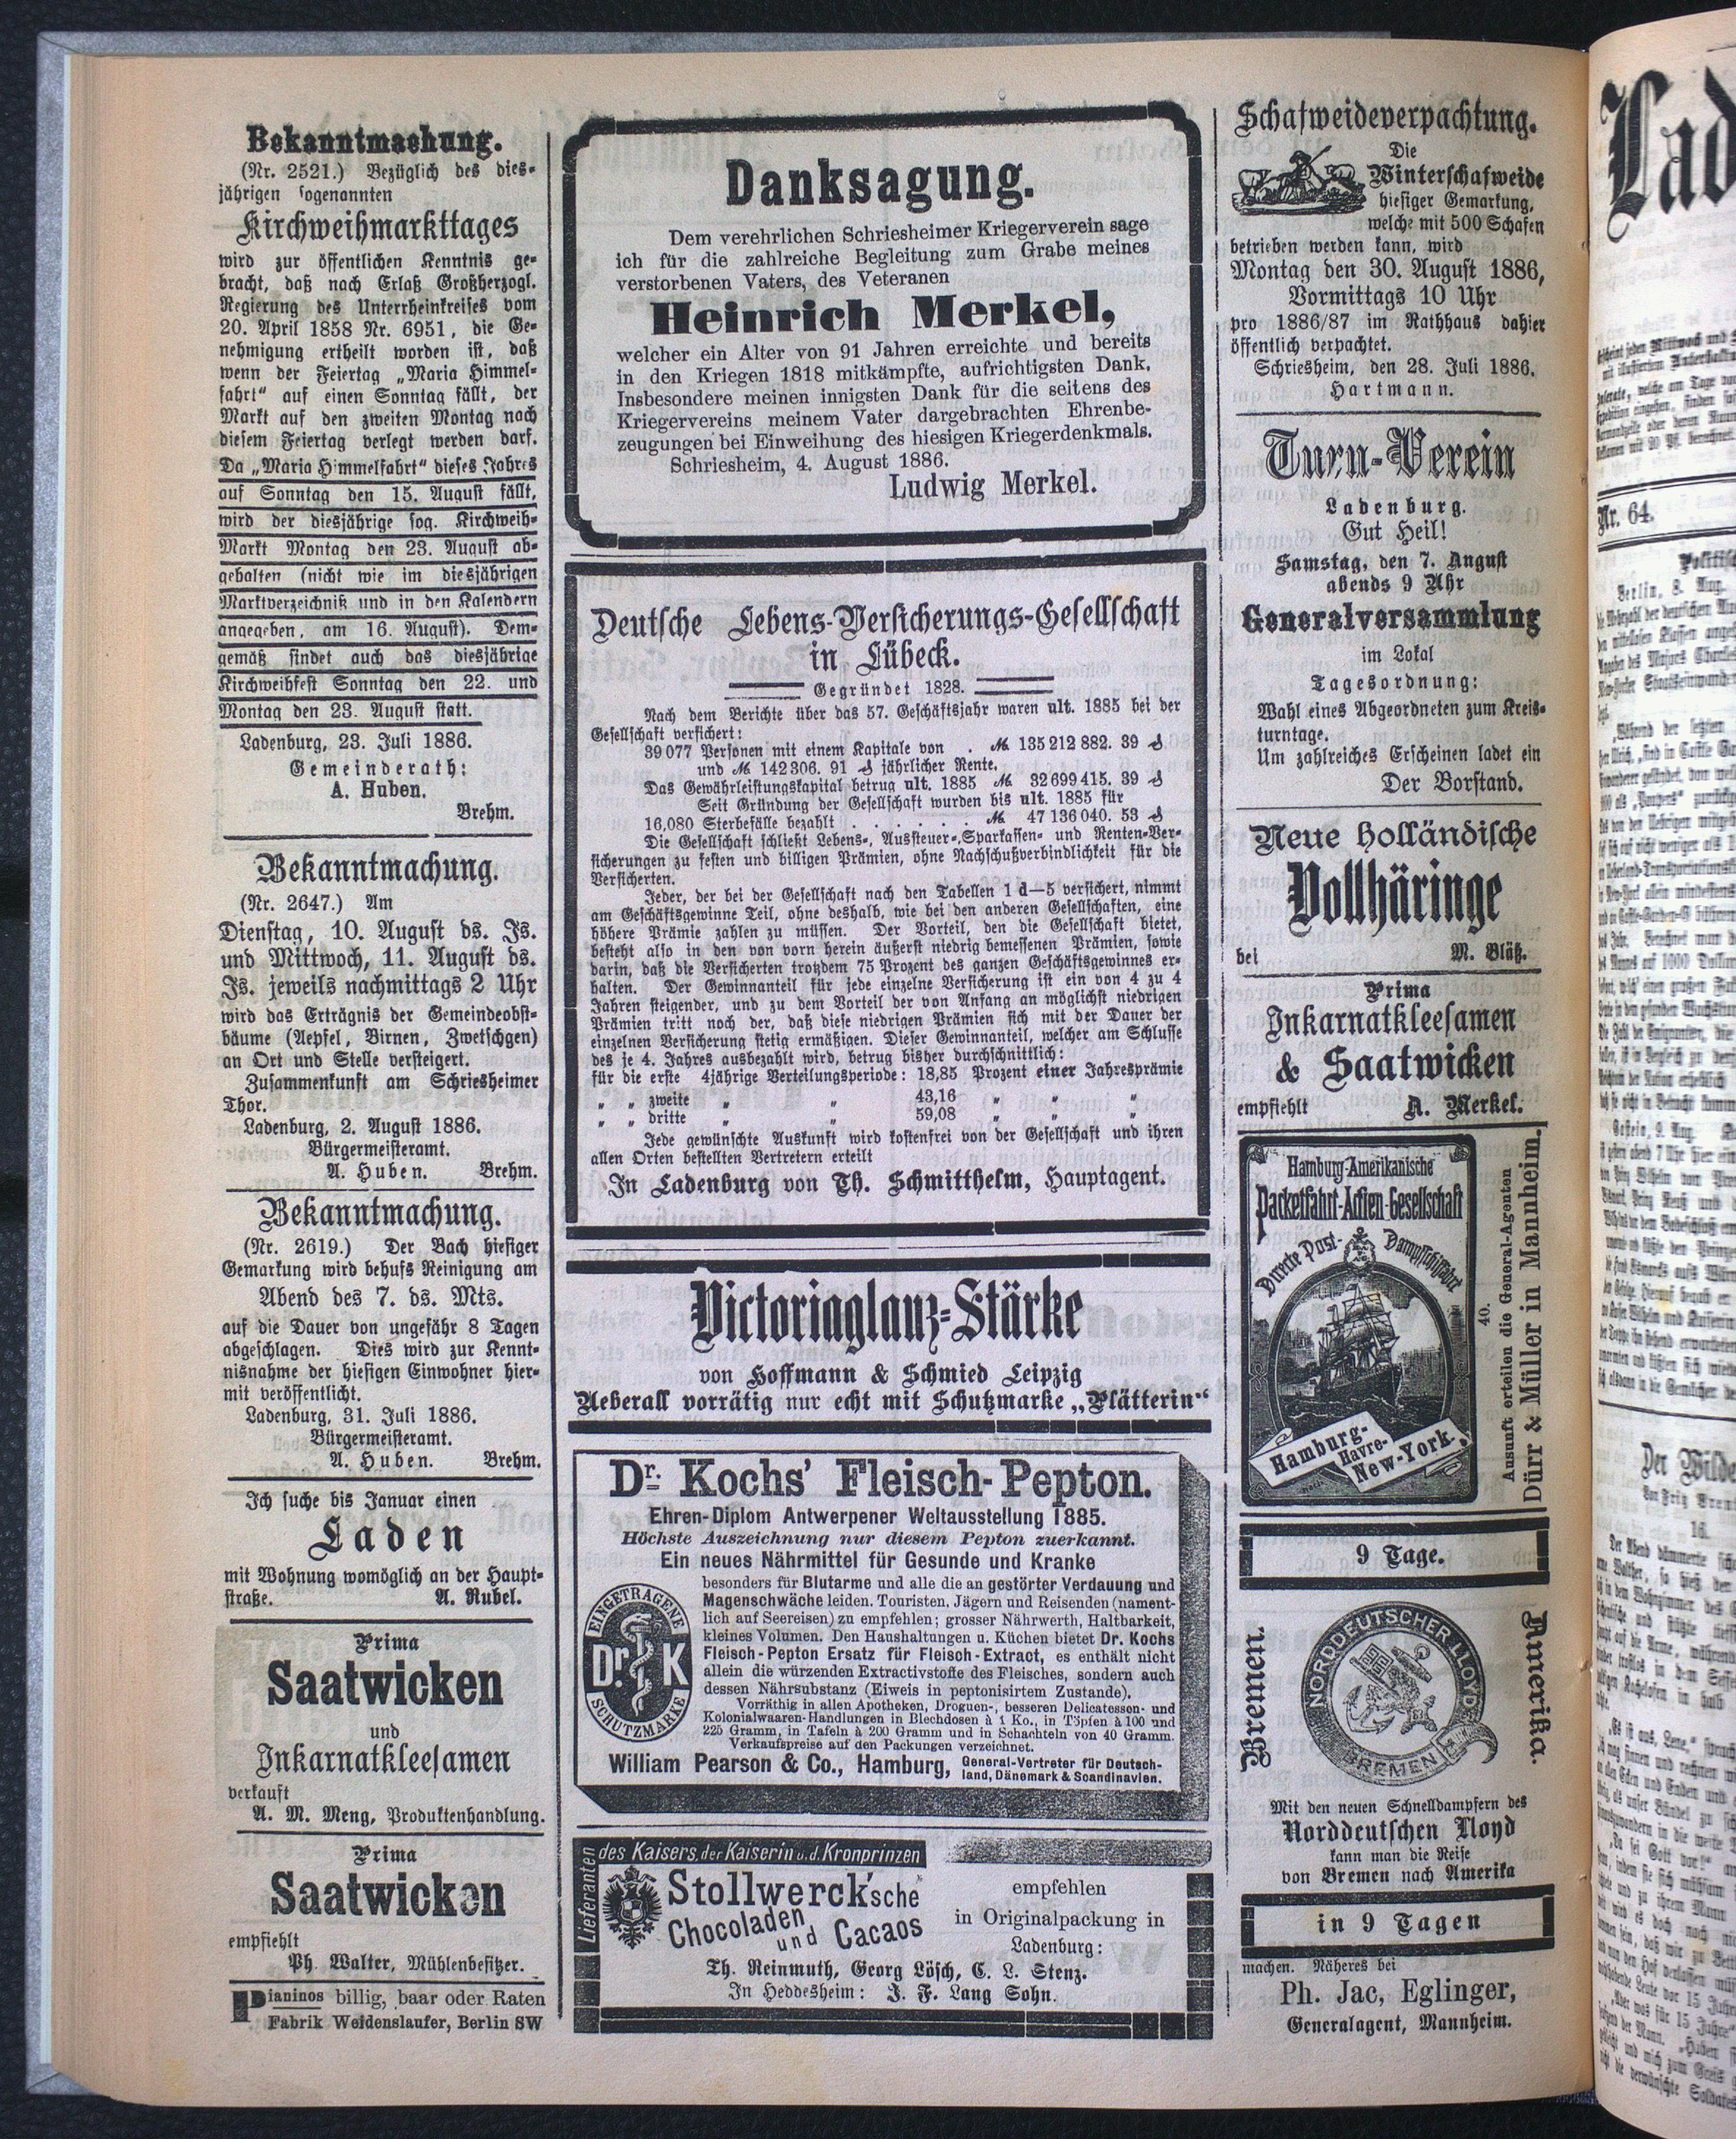 Bekanntmachung.
(Nr. 2521.) Bezüglich des dies-
jährigen sogenannten
Kirchweihmarkttages
wird zur öffentlichen Kenntnis ge-
bracht, daß nach Erlaß Großherzogl.
Regierung des Unterrheinkreises vom
20. April 1858 Nr. 6951, die Ge-
nehmigung ertheilt worden ist, daß
wenn der Feiertag „Maria Himmel-
fahrt“ auf einen Sonntag fällt, der
Markt auf den zweiten Montag nach
diesem Feiertag verlegt werden darf.
Da „Maria Himmelfahrt“ dieses Jahres
auf Sonntag den 15. August fällt,
wird der diesjährige sog. Kirchweih-
Markt Montag den 23. August ab-
gehalten (nicht wie im diesjährigen
Marktverzeichniß und in den Kalendern
angegeben, am 16. August). Dem-
gemäß findet auch das diesjährige
Kirchweihfest Sonntag den 22. und
Montag den 23. August statt.
Ladenburg, 23. Juli 1886.
Gemeinderath:
A. Huben.
Brehm.
Bekanntmachung.
(Nr. 2647.) Am
Dienstag, 10. August ds. Js.
und Mittwoch, 11. August ds.
Js. jeweils nachmittags 2 Uhr
wird das Erträgnis der Gemeindeobst-
bäume (Aepfel, Birnen, Zwetschgen)
an Ort und Stelle versteigert.
Zusammenkunft am Schriesheimer
Thor.
Ladenburg, 2. August 1886.
Bürgermeisteramt.
A. Huben. Brehm.
Bekanntmachung.
(Nr. 2619.) Der Bach hiesiger
Gemarkung wird behufs Reinigung am
Abend des 7. ds. Mts.
auf die Dauer von ungefähr 8 Tagen
abgeschlagen. Dies wird zur Kennt-
nisnahme der hiesigen Einwohner hier-
mit veröffentlicht.
Ladenburg, 31. Juli 1886.
Bürgermeisteramt.
A. Huben. Brehm.
Ich suche bis Januar einen
Laden
mit Wohnung womöglich an der Haupt-
straße. A. Rubel.
Prima
Saatwicken
und
Inkarnatkleesamen
verkauft
A. M. Meng, Produktenhandlung.
Prima
Saatwicken
empfiehlt
Ph. Walter, Mühlenbesitzer.
Pianinos billig, baar oder Raten
Fabrik Weidenslaufer, Berlin SW
Danksagung.
Dem verehrlichen Schriesheimer Kriegerverein sage
ich für die zahlreiche Begleitung zum Grabe meines
verstorbenen Vaters, des Veteranen
Heinrich Merkel,
welcher ein Alter von 91 Jahren erreichte und bereits
in den Kriegen 1818 mitkämpfte, aufrichtigsten Dank.
Insbesondere meinen innigsten Dank für die seitens des
Kriegervereins meinem Vater dargebrachten Ehrenbe-
zeugungen bei Einweihung des hiesigen Kriegerdenkmals.
Schriesheim, 4. August 1886.
Ludwig Merkel.
Deutsche Lebens-Versicherungs-Gesellschaft
in Lübeck.
Gegründet 1828.
Nach dem Berichte über das 57. Geschäftsjahr waren ult. 1885 bei der
Gesellschaft versichert:
39 077 Personen mit einem Kapitale von . ℳ 135 212 882. 39 ₰
und ℳ 142 306. 91 ₰ jährlicher Rente.
Das Gewährleistungskapital betrug ult. 1885 ℳ 32 699 415. 39 ₰
Seit Gründung der Gesellschaft wurden bis ult. 1885 für
16,080 Sterbefälle bezahlt . . . . . . ℳ 47 136 040. 53 ₰
Die Gesellschaft schließt Lebens-, Aussteuer-, Sparkassen- und Renten-Ver-
sicherungen zu festen und billigen Prämien, ohne Nachschußverbindlichkeit für die
Versicherten.
Jeder, der bei der Gesellschaft nach den Tabellen 1 d—5 versichert, nimmt
am Geschäftsgewinne Teil, ohne deshalb, wie bei den anderen Gesellschaften, eine
höhere Prämie zahlen zu müssen. Der Vorteil, den die Gesellschaft bietet,
besteht also in den von vorn herein äußerst niedrig bemessenen Prämien, sowie
darin, daß die Versicherten trotzdem 75 Prozent des ganzen Geschäftsgewinnes er-
halten. Der Gewinnanteil für jede einzelne Versicherung ist ein von 4 zu 4
Jahren steigender, und zu dem Vorteil der von Anfang an möglichst niedrigen
Prämien tritt noch der, daß diese niedrigen Prämien sich mit der Dauer der
einzelnen Versicherung stetig ermäßigen. Dieser Gewinnanteil, welcher am Schlusse
des je 4. Jahres ausbezahlt wird, betrug bisher durchschnittlich:
für die erste 4jährige Verteilungsperiode: 18,85 Prozent einer Jahresprämie
„ „ zweite „ „ 43,16 „ „ „
„ „ dritte „ „ 59,08 „ „ „
Jede gewünschte Auskunft wird kostenfrei von der Gesellschaft und ihren
allen Orten bestellten Vertretern erteilt
In Ladenburg von Th. Schmitthelm, Hauptagent.
Victoriaglanz-Stärke
von Hoffmann & Schmied Leipzig
Ueberall vorrätig nur echt mit Schutzmarke „Plätterin“
Dr. Kochs' Fleisch-Pepton.
Ehren-Diplom Antwerpener Weltausstellung 1885.
Höchste Auszeichnung nur diesem Pepton zuerkannt.
Ein neues Nährmittel für Gesunde und Kranke
besonders für Blutarme und alle die an gestörter Verdauung und
Magenschwäche leiden. Touristen, Jägern und Reisenden (nament-
lich auf Seereisen) zu empfehlen; grosser Nährwerth, Haltbarkeit,
kleines Volumen. Den Haushaltungen u. Küchen bietet Dr. Kochs
Fleisch-Pepton Ersatz für Fleisch-Extract, es enthält nicht
allein die würzenden Extractivstoffe des Fleisches, sondern auch
dessen Nährsubstanz (Eiweis in peptonisirtem Zustande).
Vorräthig in allen Apotheken, Droguen-, besseren Delicatessen- und
Kolonialwaaren-Handlungen in Blechdosen à 1 Ko., in Töpfen à 100 und
225 Gramm, in Tafeln à 200 Gramm und in Schachteln von 40 Gramm.
Verkaufspreise auf den Packungen verzeichnet.
EINGETRAGENE
Dr. K
SCHUTZMARKE
William Pearson & Co., Hamburg, General-Vertreter für Deutsch-
land, Dänemark & Scandinavien.
Lieferanten
des Kaisers, der Kaiserin u. d. Kronprinzen
Stollwerck'sche
Chocoladen
und Cacaos
empfehlen
in Originalpackung in
Ladenburg:
Th. Reinmuth, Georg Lösch, C. L. Stenz.
In Heddesheim: J. F. Lang Sohn.
Schafweideverpachtung.
Die
Winterschafweide
hiesiger Gemarkung,
welche mit 500 Schafen
betrieben werden kann, wird
Montag den 30. August 1886,
Vormittags 10 Uhr
pro 1886/87 im Rathhaus dahier
öffentlich verpachtet.
Schriesheim, den 28. Juli 1886.
Hartmann.
Turn-Verein
Ladenburg.
Gut Heil!
Samstag, den 7. August
abends 9 Uhr
Generalversammlung
im Lokal
Tagesordnung:
Wahl eines Abgeordneten zum Kreis-
turntage.
Um zahlreiches Erscheinen ladet ein
Der Vorstand.
Neue holländische
Vollhäringe
bei M. Bläß.
Prima
Inkarnatkleesamen
& Saatwicken
empfiehlt A. Merkel.
Hamburg-Amerikanische
Packetfahrt-Actien-Gesellschaft
Directe Post-Dampfschiffahrt
Hamburg-
Havre-
nach New-York.
40.
Auskunft erteilen die General-Agenten
Dürr & Müller in Mannheim.
9 Tage.
Bremen.
NORDDEUTSCHER LLOYD
BREMEN
Amerika.
Mit den neuen Schnelldampfern des
Norddeutschen Lloyd
kann man die Reise
von Bremen nach Amerika
in 9 Tagen
machen. Näheres bei
Ph. Jac, Eglinger,
Generalagent, Mannheim.
Lad
Nr. 64.
Berlin, 8. Aug.